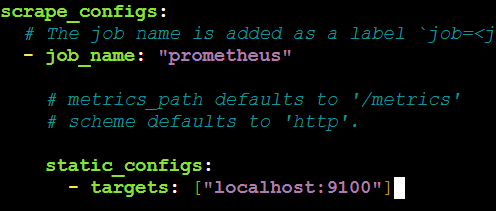 scrape_configs:
# The job name is added as a label `job=<j
- job_name: "prometheus"
# metrics_path defaults to '/metrics'
# scheme defaults to 'http'.
static_configs:
- targets: ["localhost:9100"]